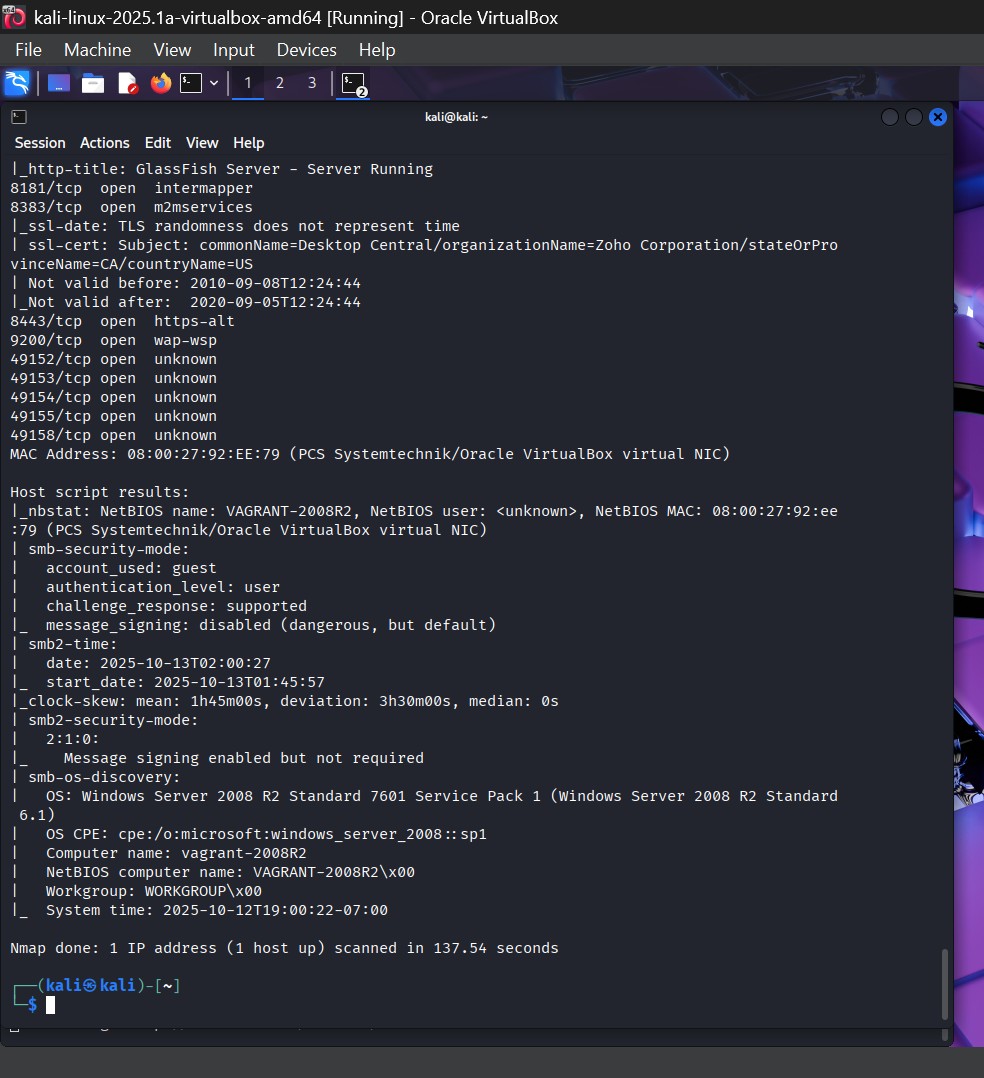 kali-linux-2025.1a-virtualbox-amd64 [Running] - Oracle VirtualBox
File Machine View Input Devices Help
1 2 3 2
kali@kali: ~
Session Actions Edit View Help
|_http-title: GlassFish Server - Server Running
8181/tcp  open  intermapper
8383/tcp  open  m2mservices
|_ssl-date: TLS randomness does not represent time
| ssl-cert: Subject: commonName=Desktop Central/organizationName=Zoho Corporation/stateOrPro
vinceName=CA/countryName=US
| Not valid before: 2010-09-08T12:24:44
|_Not valid after:  2020-09-05T12:24:44
8443/tcp  open  https-alt
9200/tcp  open  wap-wsp
49152/tcp open  unknown
49153/tcp open  unknown
49154/tcp open  unknown
49155/tcp open  unknown
49158/tcp open  unknown
MAC Address: 08:00:27:92:EE:79 (PCS Systemtechnik/Oracle VirtualBox virtual NIC)
Host script results:
|_nbstat: NetBIOS name: VAGRANT-2008R2, NetBIOS user: <unknown>, NetBIOS MAC: 08:00:27:92:ee
:79 (PCS Systemtechnik/Oracle VirtualBox virtual NIC)
| smb-security-mode:
|   account_used: guest
|   authentication_level: user
|   challenge_response: supported
|_  message_signing: disabled (dangerous, but default)
| smb2-time:
|   date: 2025-10-13T02:00:27
|_  start_date: 2025-10-13T01:45:57
|_clock-skew: mean: 1h45m00s, deviation: 3h30m00s, median: 0s
| smb2-security-mode:
|   2:1:0:
|_    Message signing enabled but not required
| smb-os-discovery:
|   OS: Windows Server 2008 R2 Standard 7601 Service Pack 1 (Windows Server 2008 R2 Standard
 6.1)
|   OS CPE: cpe:/o:microsoft:windows_server_2008::sp1
|   Computer name: vagrant-2008R2
|   NetBIOS computer name: VAGRANT-2008R2\x00
|   Workgroup: WORKGROUP\x00
|_  System time: 2025-10-12T19:00:22-07:00
Nmap done: 1 IP address (1 host up) scanned in 137.54 seconds
┌──(kali㉿kali)-[~]
└─$